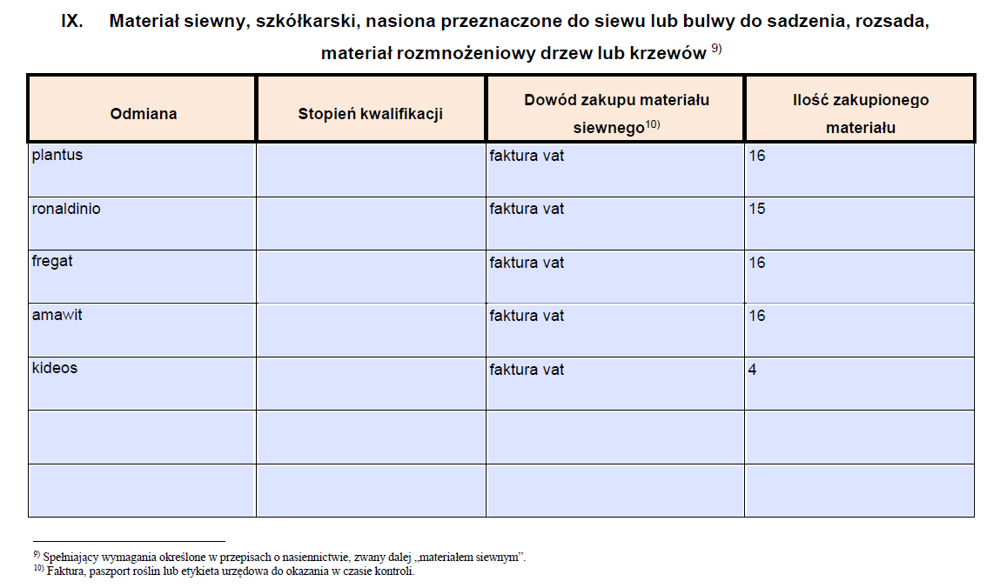 IX. Materiał siewny, szkółkarski, nasiona przeznaczone do siewu lub bulwy do sadzenia, rozsada,
materiał rozmnożeniowy drzew lub krzewów 9)
Odmiana Stopień kwalifikacji Dowód zakupu materiału siewnego10) Ilość zakupionego materiału
plantus faktura vat 16
ronaldinio faktura vat 15
fregat faktura vat 16
amawit faktura vat 16
kideos faktura vat 4
9) Spełniający wymagania określone w przepisach o nasiennictwie, zwany dalej „materiałem siewnym”.
10) Faktura, paszport roślin lub etykieta urzędowa do okazania w czasie kontroli.